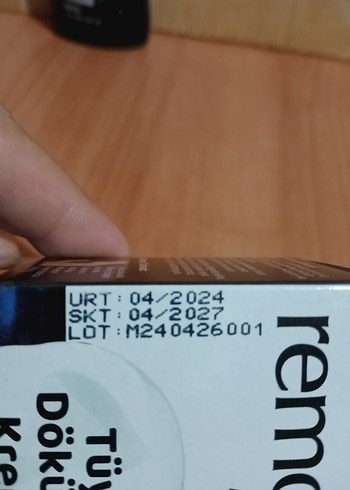 URT: 04/2024
SKT: 04/2027
LOT: M240426001
remo
Tüy
Dökü
Kre